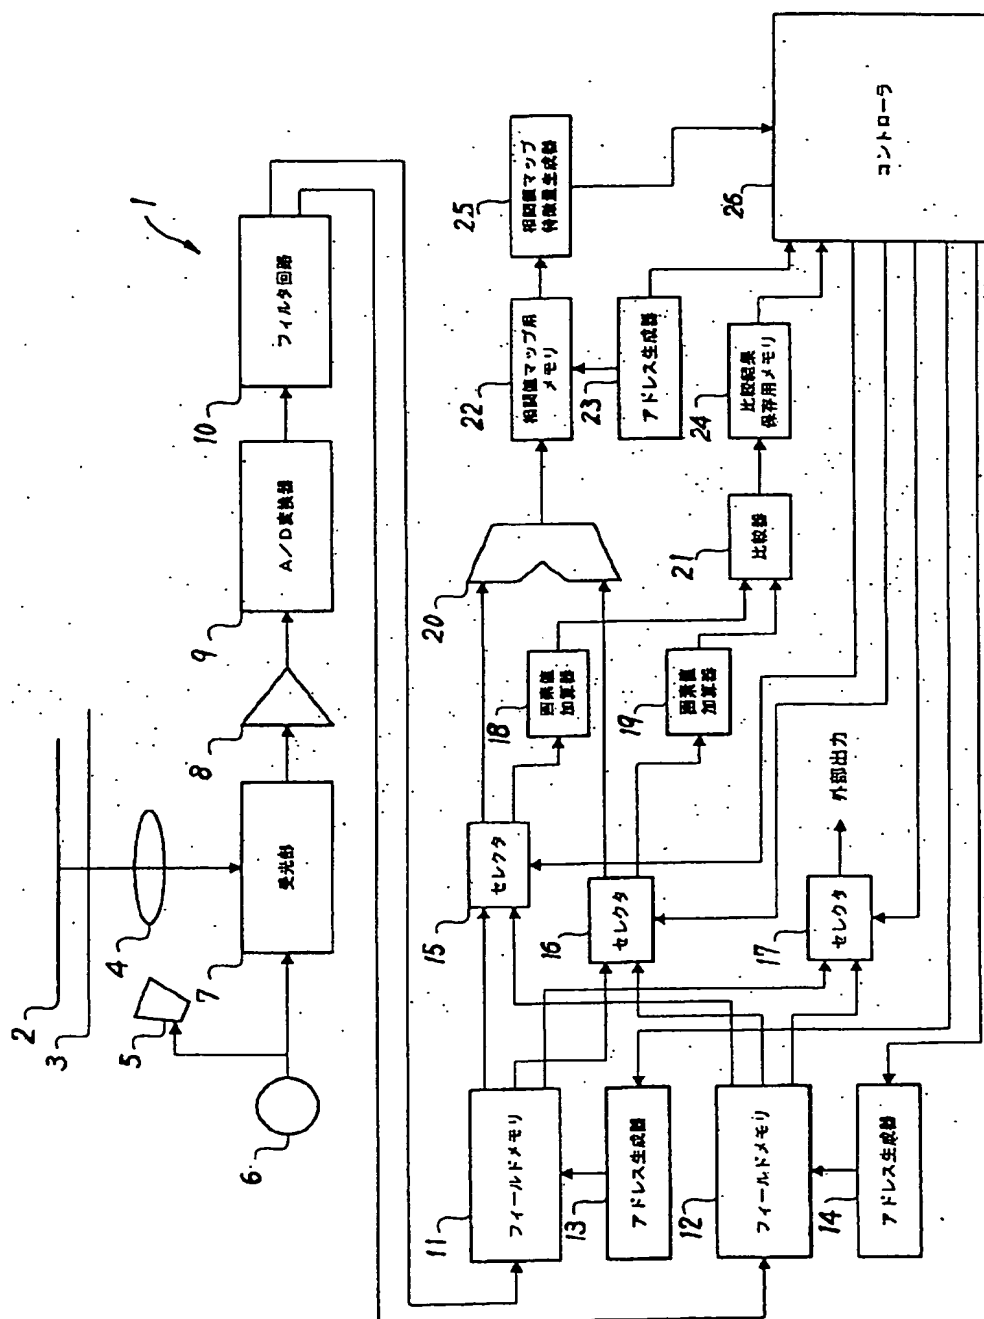 1
2
3
4
5
6
7
受光部
8
9
A/D変換器
10
フィルタ回路
11
フィールドメモリ
13
アドレス生成器
12
フィールドメモリ
14
アドレス生成器
15
セレクタ
16
セレクタ
17
セレクタ
外部出力
18
画素値
加算器
19
画素値
加算器
20
21
比較器
22
相関値マップ用
メモリ
23
アドレス生成器
24
比較結果
保存用メモリ
25
相関値マップ
特徴量生成器
26
コントローラ